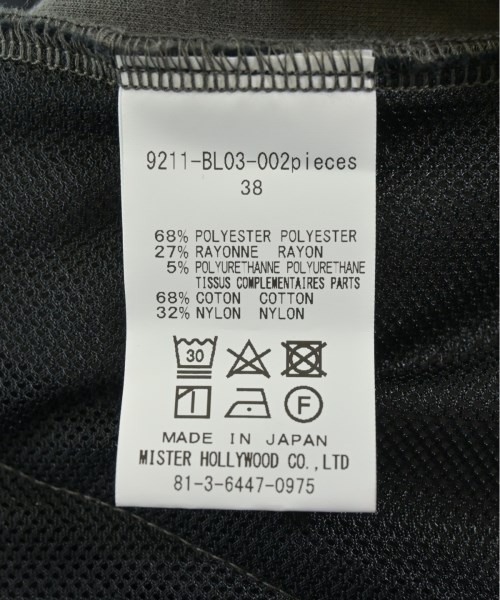 9211-BL03-002pieces
38
68% POLYESTER POLYESTER
27% RAYONNE RAYON
5% POLYURETHANNE POLYURETHANE
TISSUS COMPLEMENTAIRES PARTS
68% COTON COTTON
32% NYLON NYLON
30
F
MADE IN JAPAN
MISTER HOLLYWOOD CO.,LTD
81-3-6447-0975